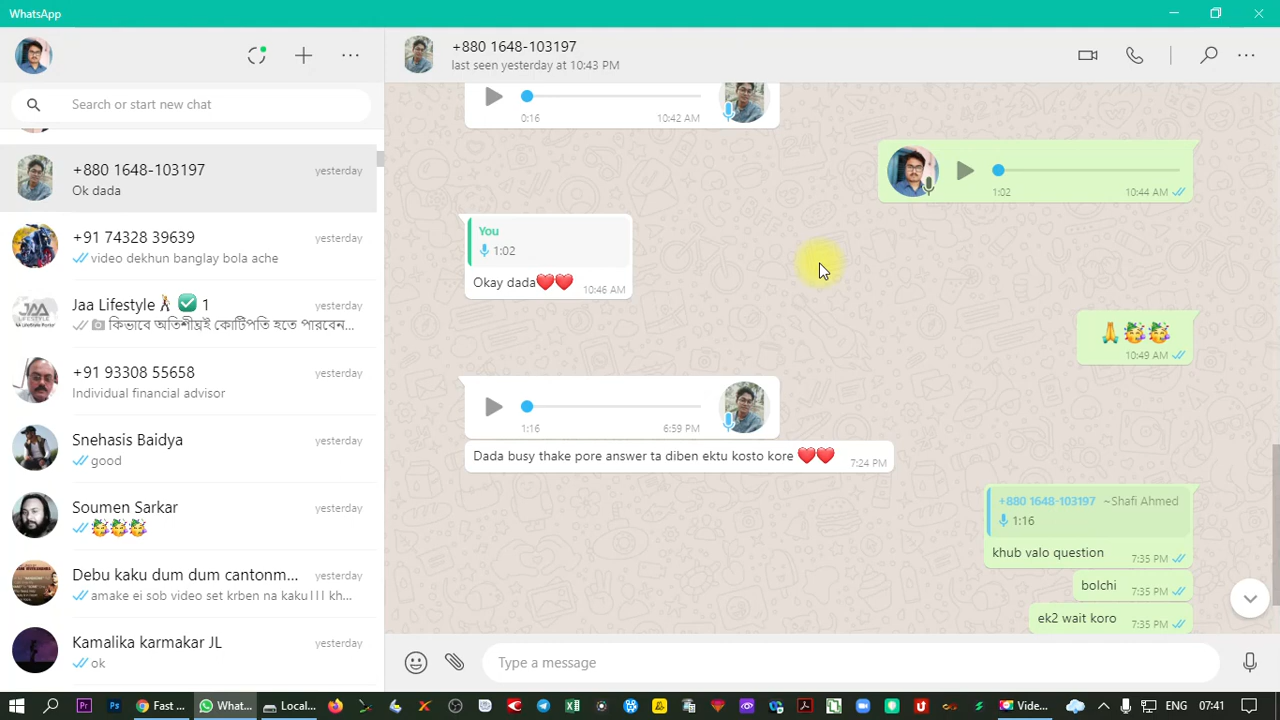 WhatsApp
Search or start new chat
+880 1648-103197
yesterday
Ok dada
+91 74328 39639
yesterday
video dekhun banglay bola ache
Jaa Lifestyle🚶✅ 1
yesterday
কিভাবে অতিশীঘ্রই কোটিপতি হতে পারবেন...
+91 93308 55658
yesterday
Individual financial advisor
Snehasis Baidya
yesterday
good
Soumen Sarkar
yesterday
🥳🥳🥳
Debu kaku dum dum cantonm...
yesterday
amake ei sob video set krben na kaku।।। kh...
Kamalika karmakar JL
yesterday
ok
+880 1648-103197
last seen yesterday at 10:43 PM
0:16
10:42 AM
1:02
10:44 AM
You
1:02
Okay dada❤️❤️
10:46 AM
🙏🥳🥳
10:49 AM
1:16
6:59 PM
Dada busy thake pore answer ta diben ektu kosto kore ❤️❤️
7:24 PM
+880 1648-103197 ~Shafi Ahmed
1:16
khub valo question
7:35 PM
bolchi
7:35 PM
ek2 wait koro
7:35 PM
Type a message
Fast ...
What...
Local...
Vide...
ENG
07:41